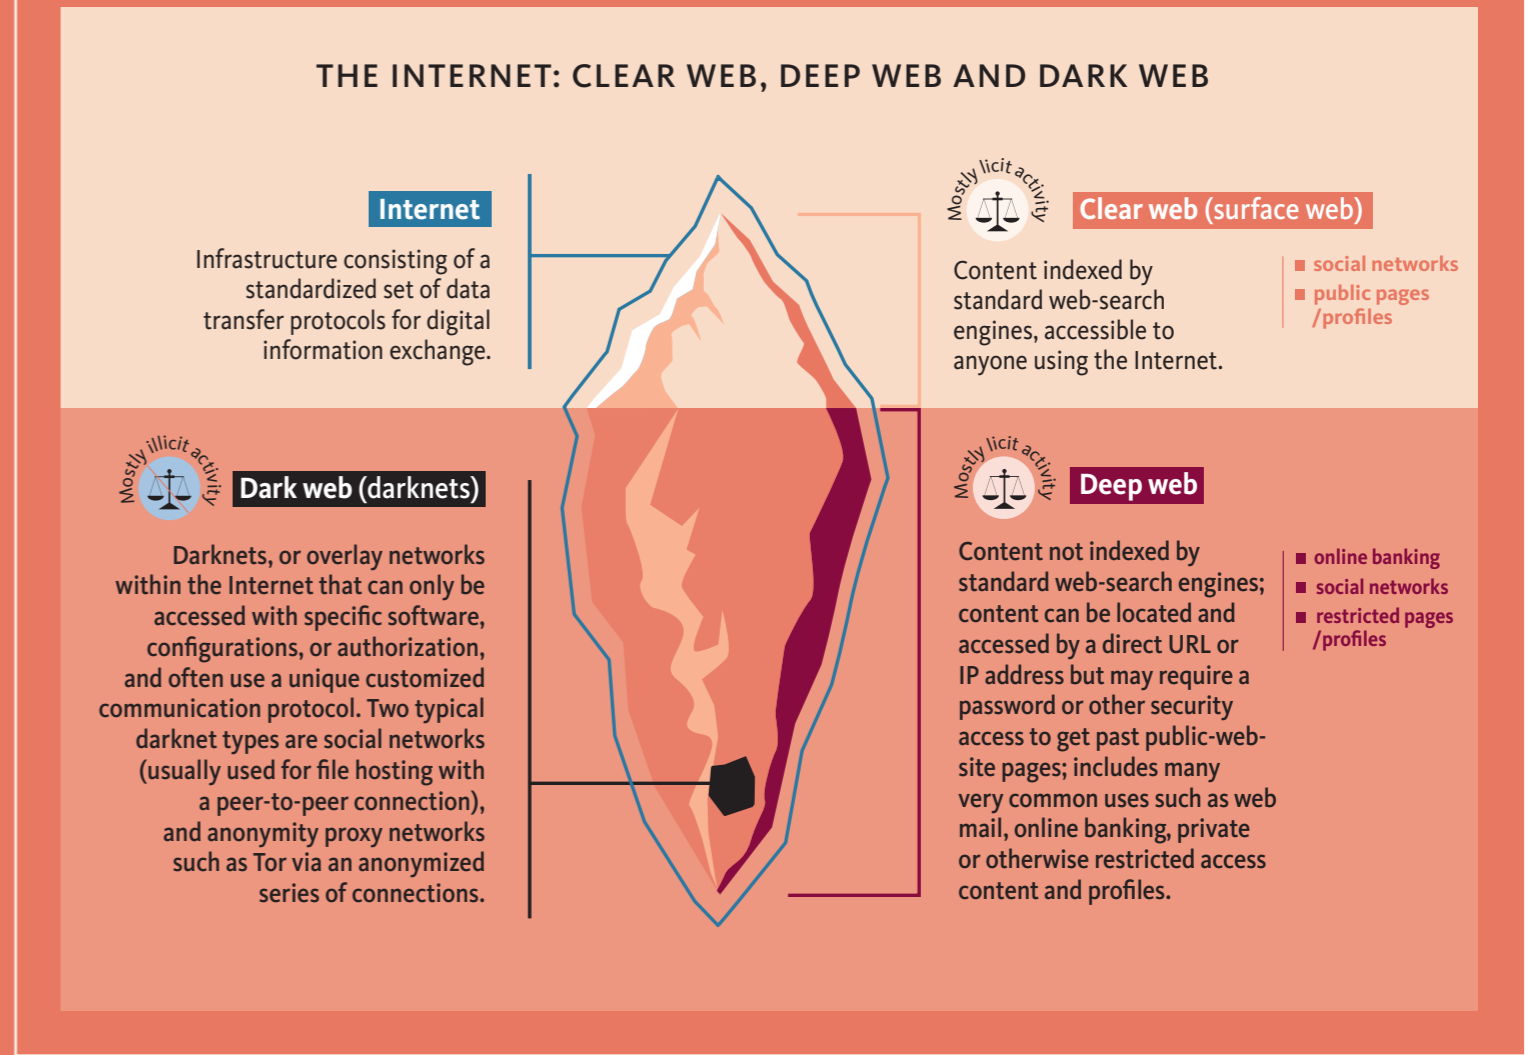 THE INTERNET: CLEAR WEB, DEEP WEB AND DARK WEB
Internet
Infrastructure consisting of a
standardized set of data
transfer protocols for digital
information exchange.
Mostly licit activity
Clear web (surface web)
Content indexed by
standard web-search
engines, accessible to
anyone using the Internet.
social networks
public pages
/profiles
Mostly illicit activity
Dark web (darknets)
Darknets, or overlay networks
within the Internet that can only be
accessed with specific software,
configurations, or authorization,
and often use a unique customized
communication protocol. Two typical
darknet types are social networks
(usually used for file hosting with
a peer-to-peer connection),
and anonymity proxy networks
such as Tor via an anonymized
series of connections.
Mostly licit activity
Deep web
Content not indexed by
standard web-search engines;
content can be located and
accessed by a direct URL or
IP address but may require a
password or other security
access to get past public-web-
site pages; includes many
very common uses such as web
mail, online banking, private
or otherwise restricted access
content and profiles.
online banking
social networks
restricted pages
/profiles